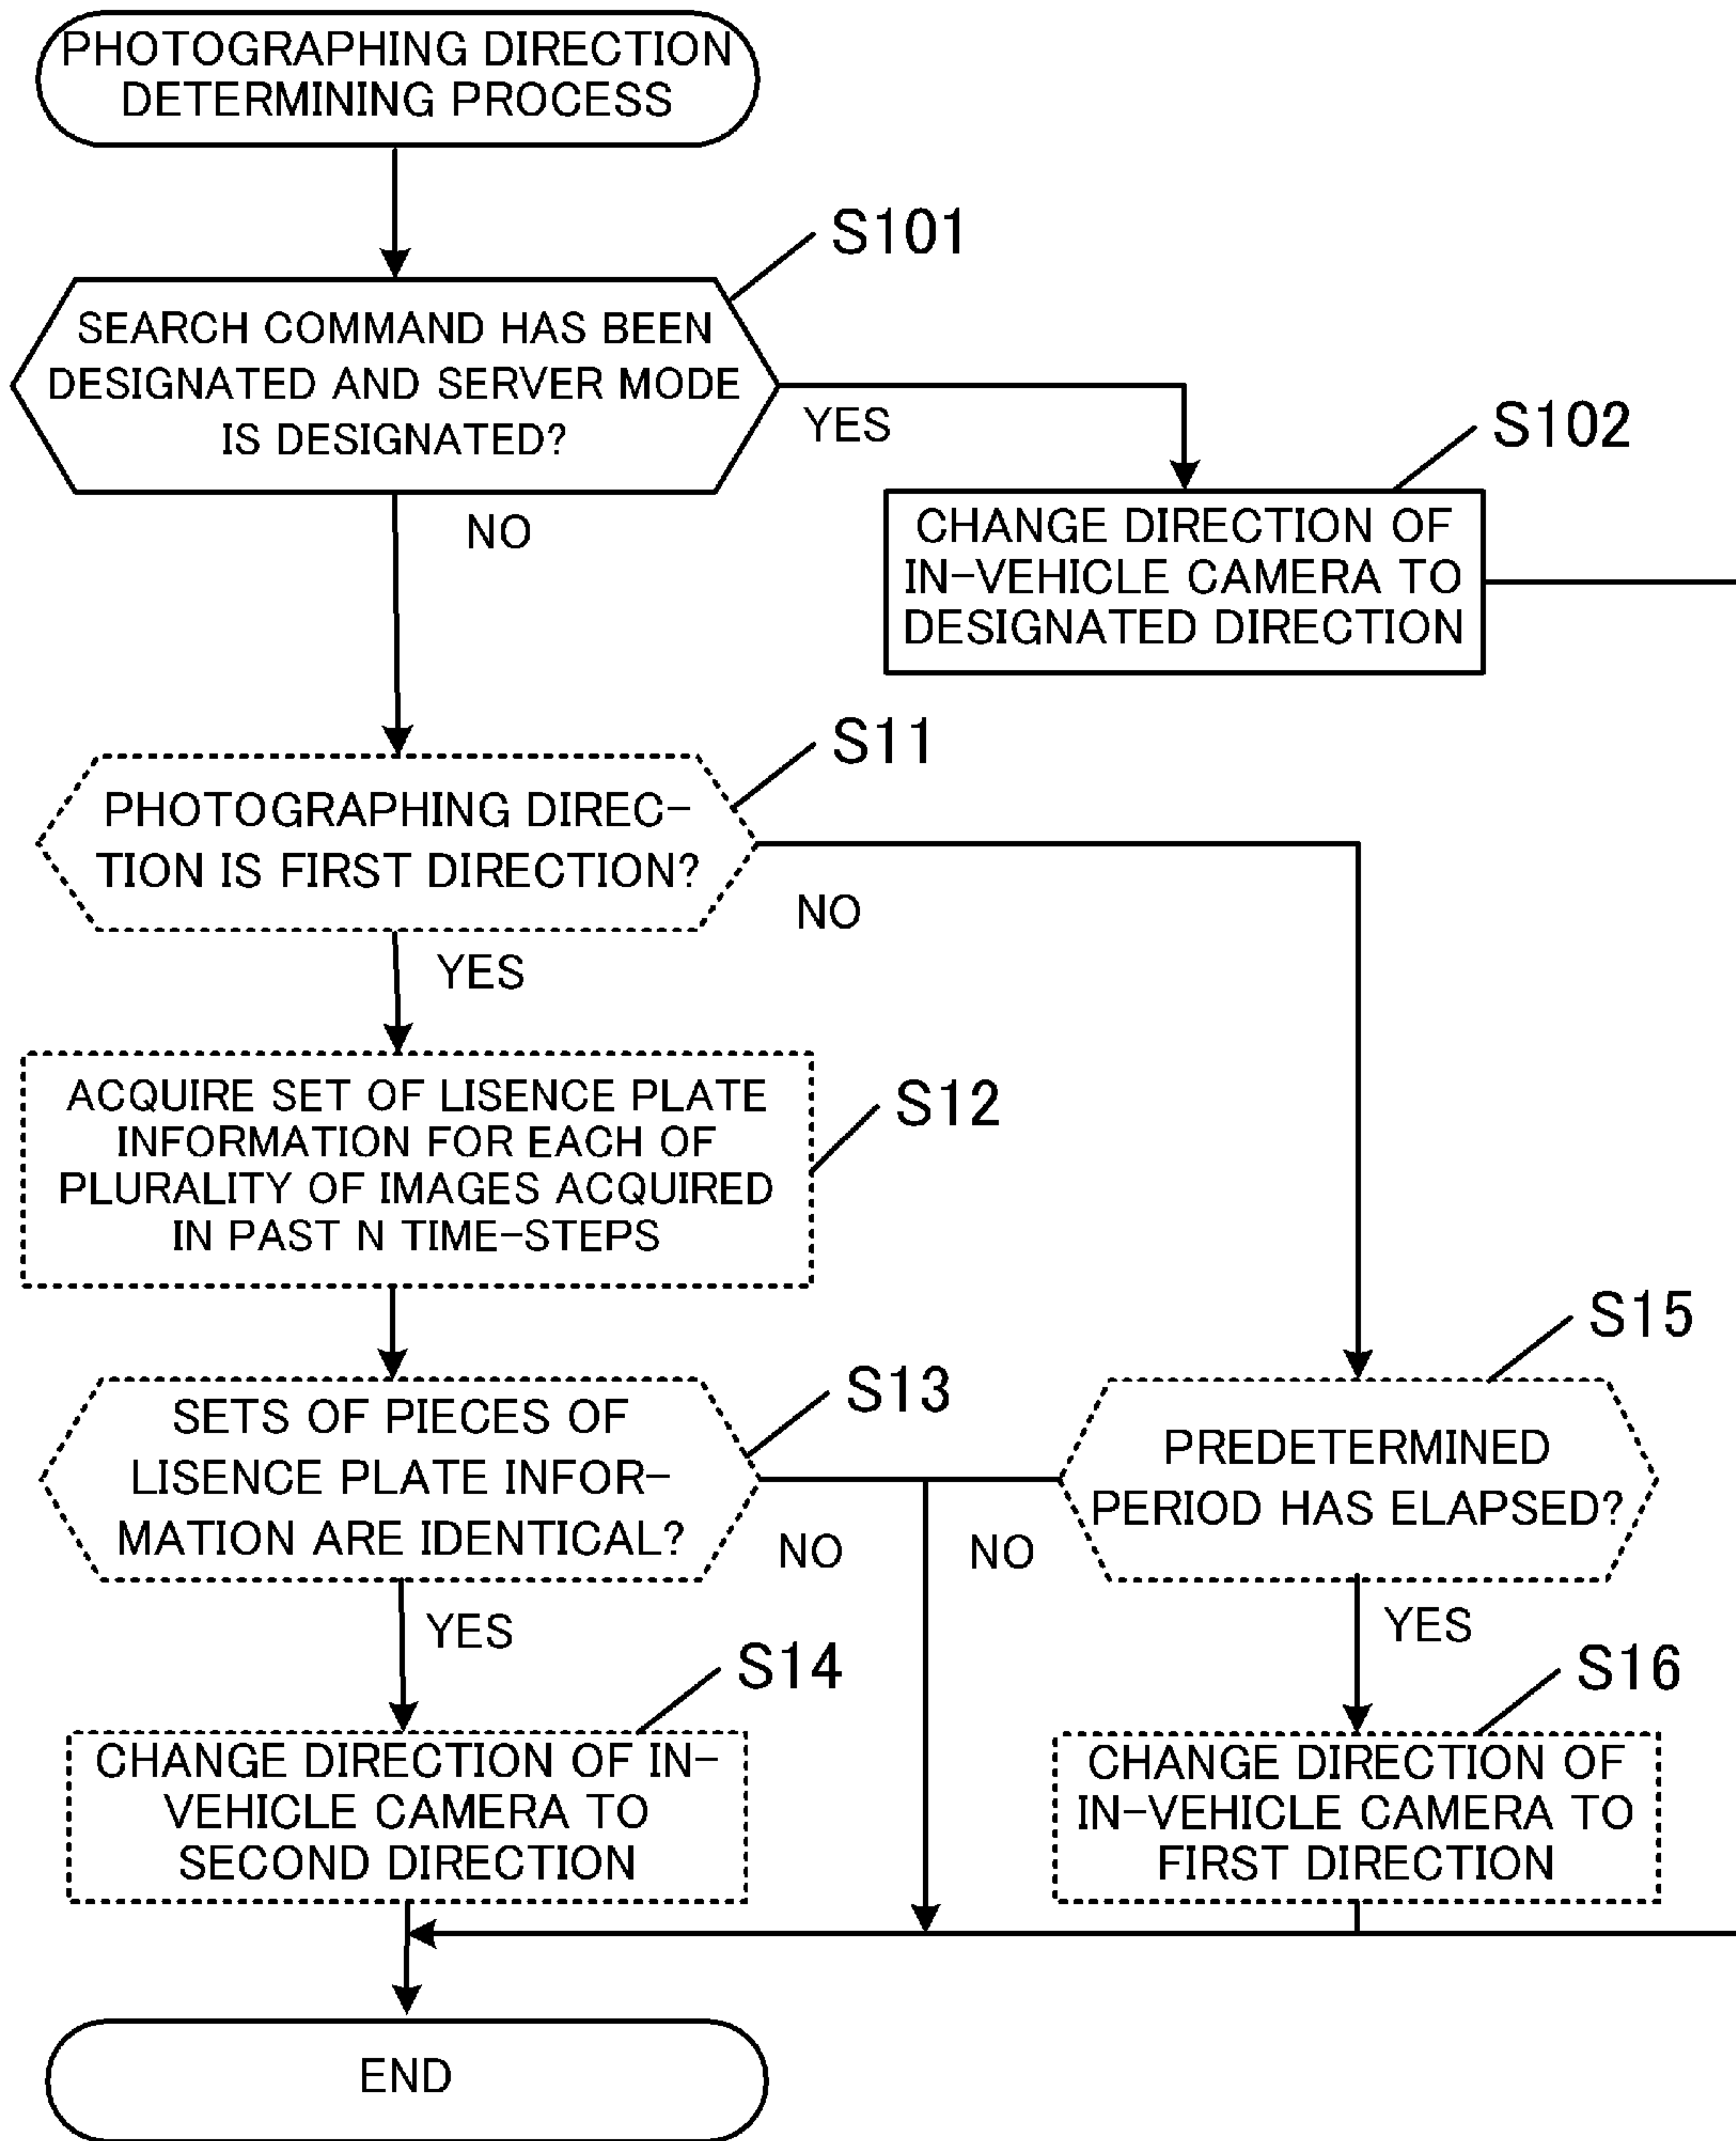 PHOTOGRAPHING DIRECTION
DETERMINING PROCESS
S101
SEARCH COMMAND HAS BEEN
DESIGNATED AND SERVER MODE
IS DESIGNATED?
YES
NO
S102
CHANGE DIRECTION OF
IN-VEHICLE CAMERA TO
DESIGNATED DIRECTION
S11
PHOTOGRAPHING DIREC-
TION IS FIRST DIRECTION?
NO
YES
S12
ACQUIRE SET OF LISENCE PLATE
INFORMATION FOR EACH OF
PLURALITY OF IMAGES ACQUIRED
IN PAST N TIME-STEPS
S13
SETS OF PIECES OF
LISENCE PLATE INFOR-
MATION ARE IDENTICAL?
NO
YES
S15
PREDETERMINED
PERIOD HAS ELAPSED?
NO
YES
S14
CHANGE DIRECTION OF IN-
VEHICLE CAMERA TO
SECOND DIRECTION
S16
CHANGE DIRECTION OF
IN-VEHICLE CAMERA TO
FIRST DIRECTION
END